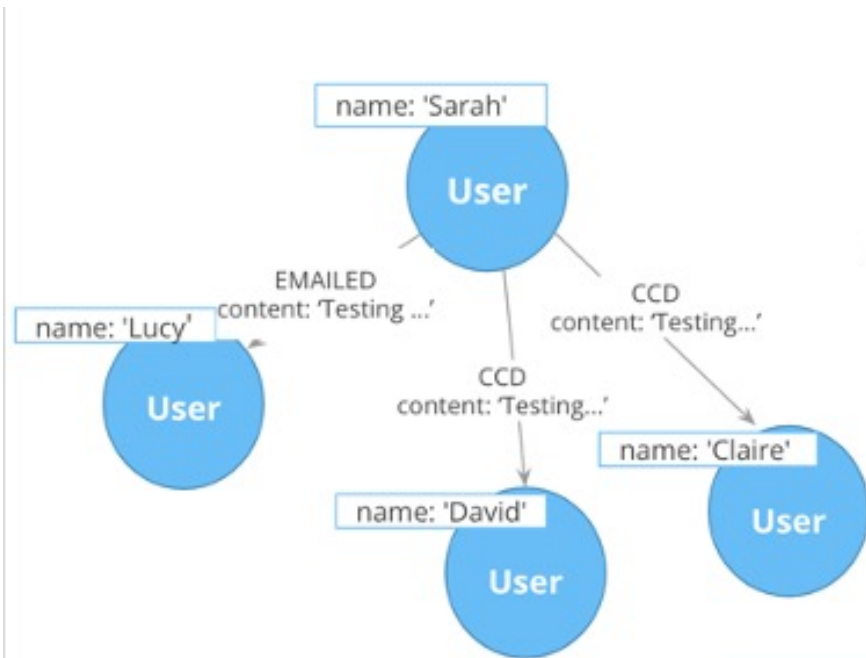 name: 'Sarah'
User
EMAILED
content: ‘Testing ...’
name: 'Lucy'
User
CCD
content: ‘Testing...’
CCD
content: ‘Testing...’
name: 'Claire'
User
name: 'David'
User